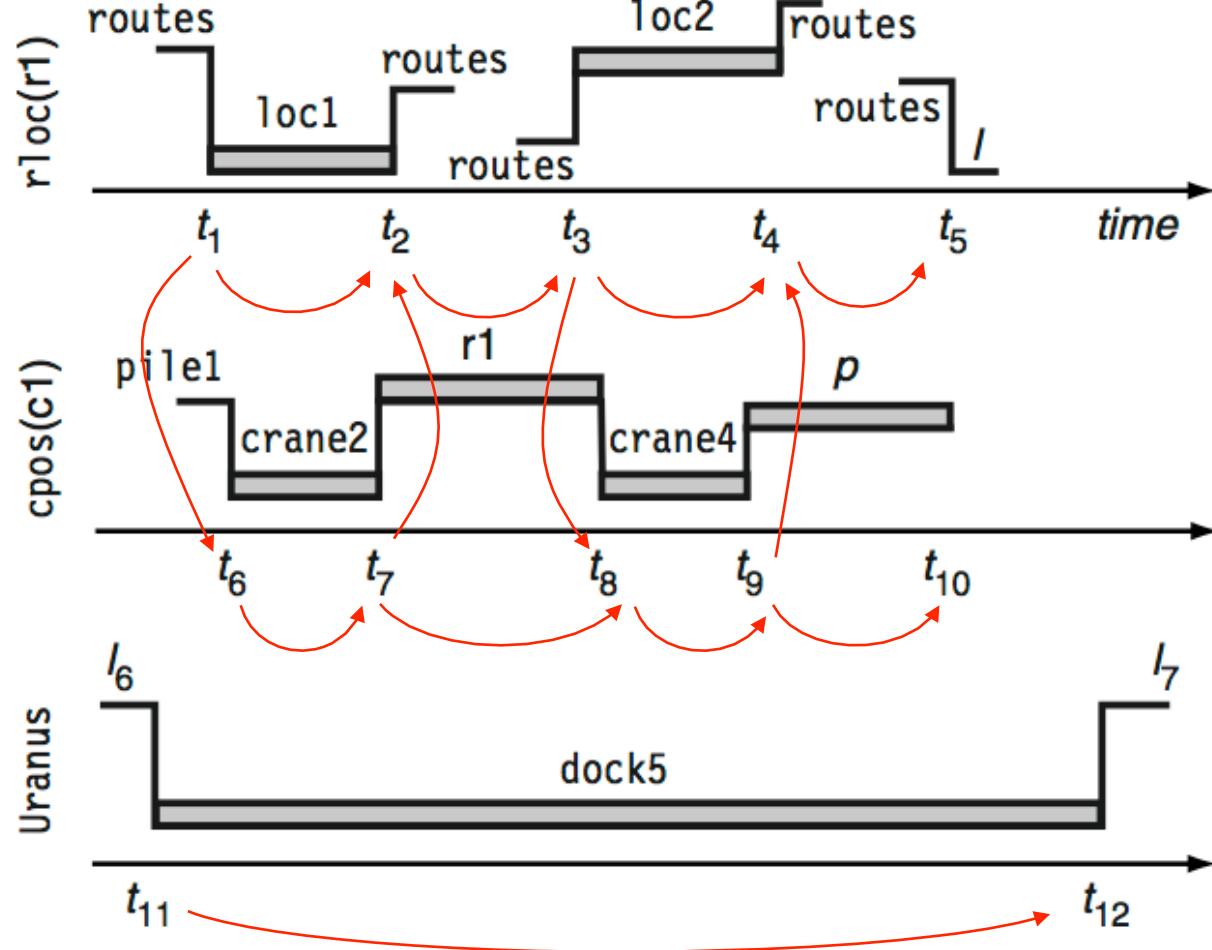 routes
loc2
routes
routes
loc1
routes
routes
l
rloc(r1)
t1 t2 t3 t4 t5 time
r1
pile1
p
crane2
crane4
cpos(c1)
t6 t7 t8 t9 t10
l6
l7
dock5
Uranus
t11 t12